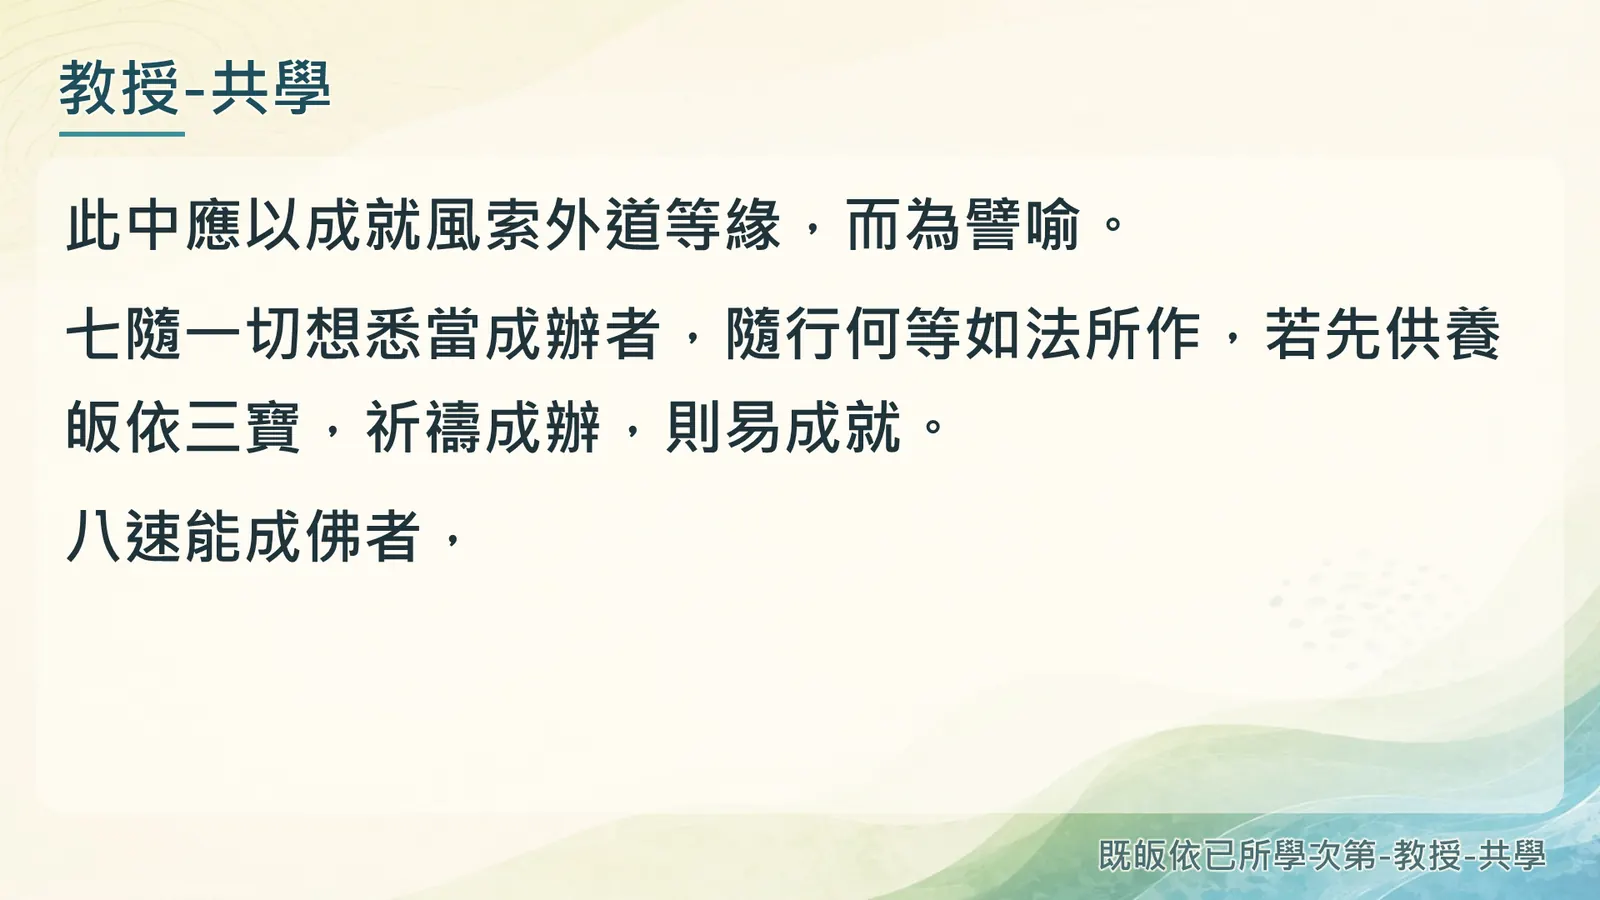 教授-共學
此中應以成就風索外道等緣，而為譬喻。
七隨一切想悉當成辦者，隨行何等如法所作，若先供養
皈依三寶，祈禱成辦，則易成就。
八速能成佛者，
既皈依已所學次第-教授-共學